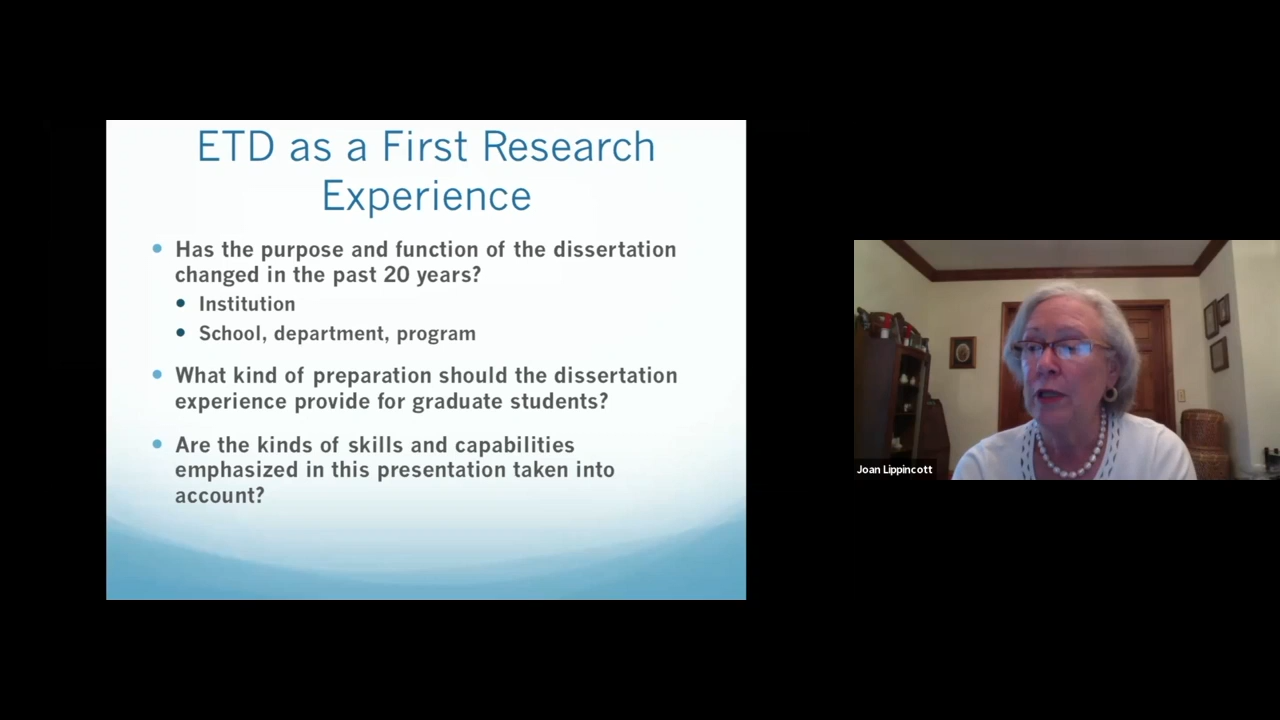 ETD as a First Research
Experience
Has the purpose and function of the dissertation
changed in the past 20 years?
Institution
School, department, program
What kind of preparation should the dissertation
experience provide for graduate students?
Are the kinds of skills and capabilities
emphasized in this presentation taken into
account?
Joan Lippincott